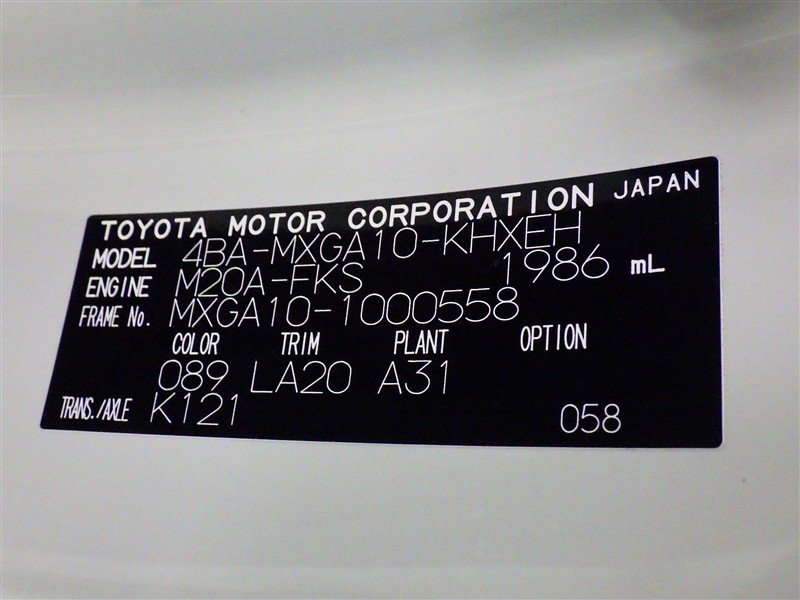 TOYOTA MOTOR CORPORATION JAPAN
MODEL 4BA-MXGA10-KHXEH
ENGINE M20A-FKS 1986 mL
FRAME No. MXGA10-1000558
COLOR TRIM PLANT OPTION
089 LA20 A31
TRANS./AXLE K121 058